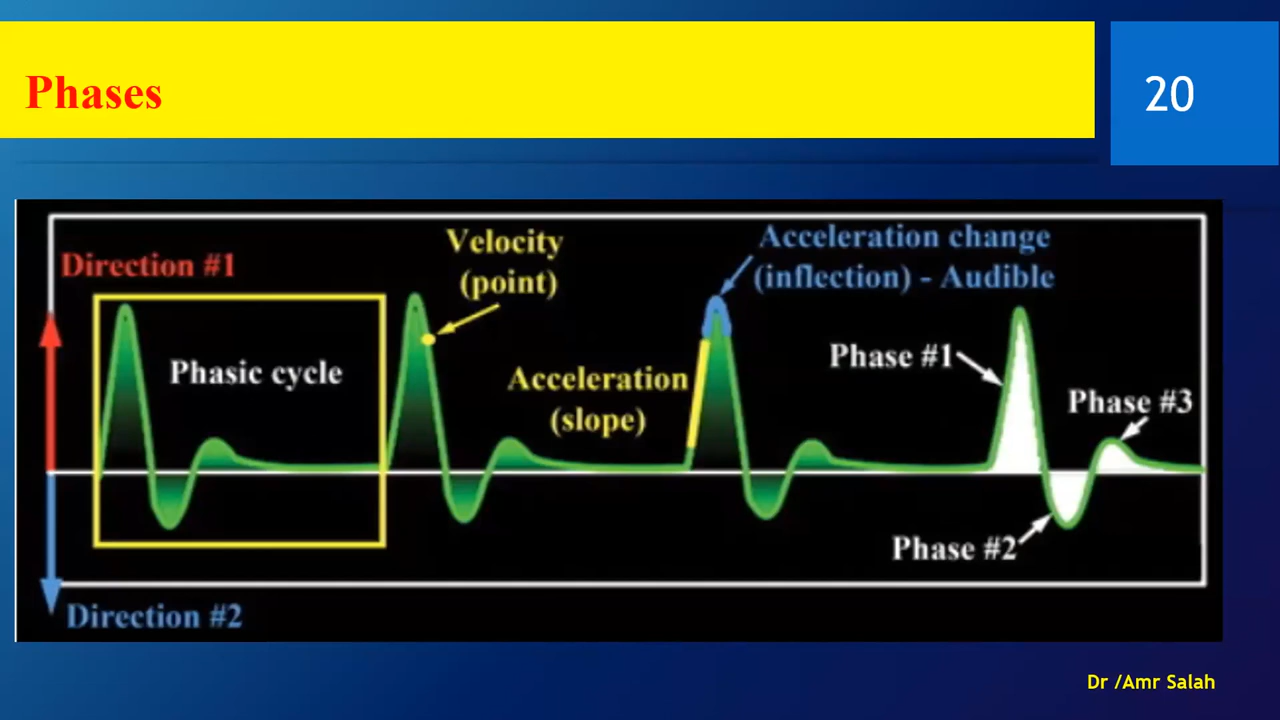 Phases
20
Direction #1
Velocity
(point)
Acceleration change
(inflection) - Audible
Phasic cycle
Acceleration
(slope)
Phase #1
Phase #3
Phase #2
Direction #2
Dr /Amr Salah